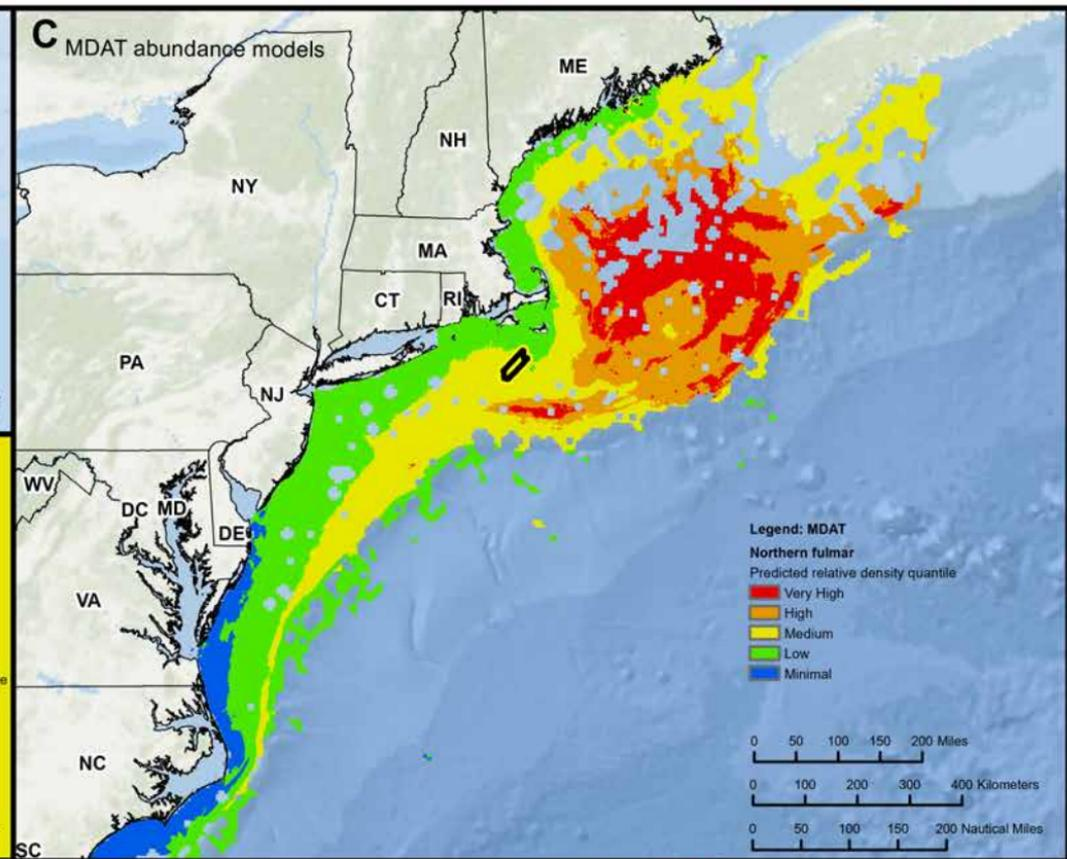 C MDAT abundance models
ME
NH
NY
MA
CT
RI
PA
NJ
WV
DC
MD
DE
VA
NC
SC
e
Legend: MDAT
Northern fulmar
Predicted relative density quantile
Very High
High
Medium
Low
Minimal
0 50 100 150 200 Miles
0 100 200 300 400 Kilometers
0 50 100 150 200 Nautical Miles